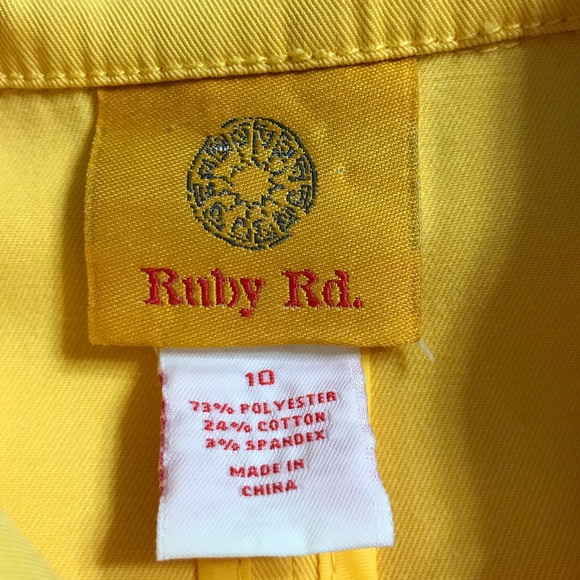 Ruby Rd.
10
73% POLYESTER
24% COTTON
3% SPANDEX
MADE IN
CHINA